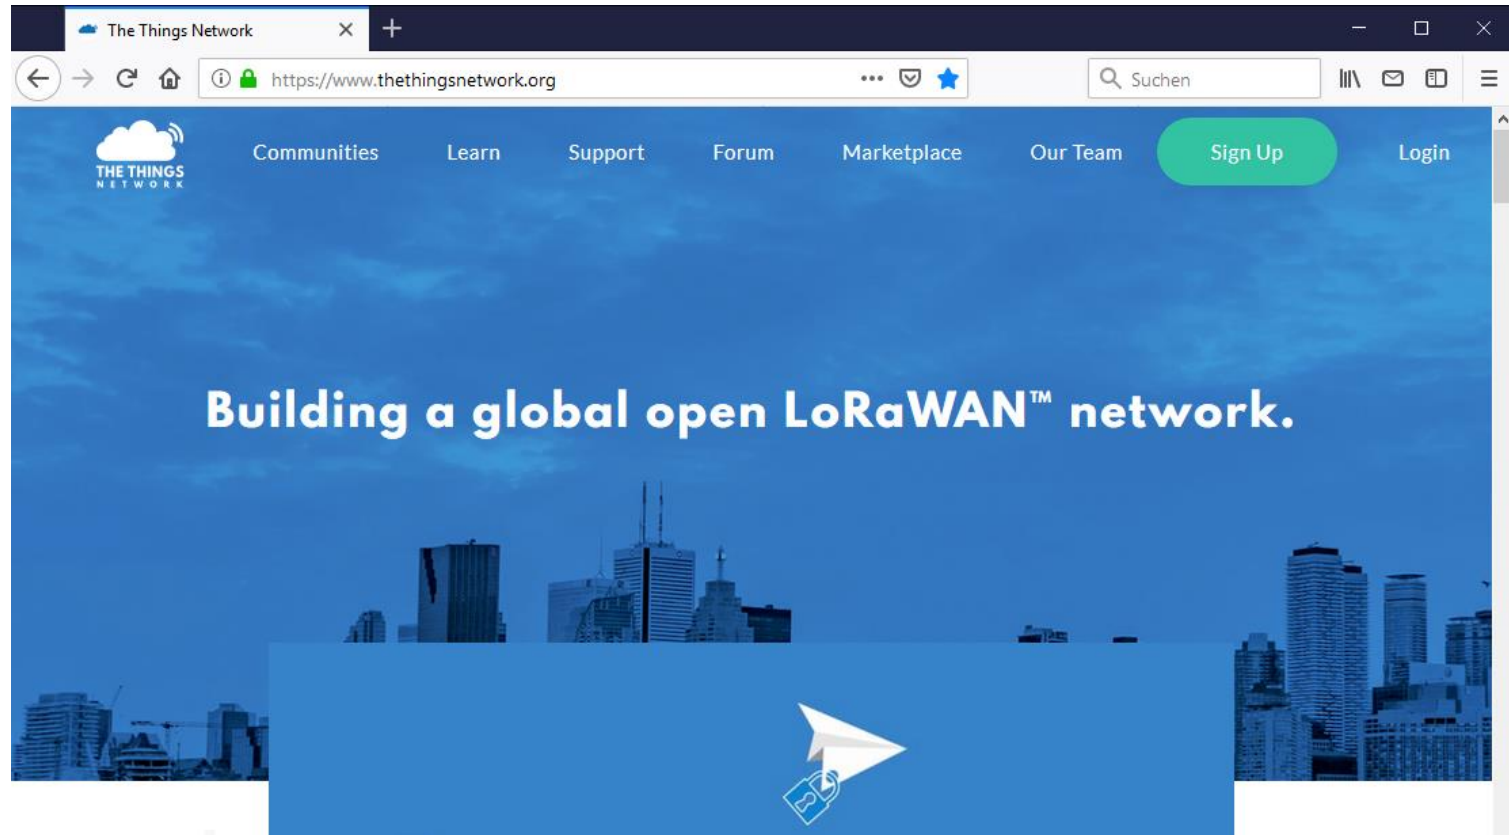 The Things Network
https://www.thethingsnetwork.org
Suchen
THE THINGS
NETWORK
Communities
Learn
Support
Forum
Marketplace
Our Team
Sign Up
Login
Building a global open LoRaWAN™ network.